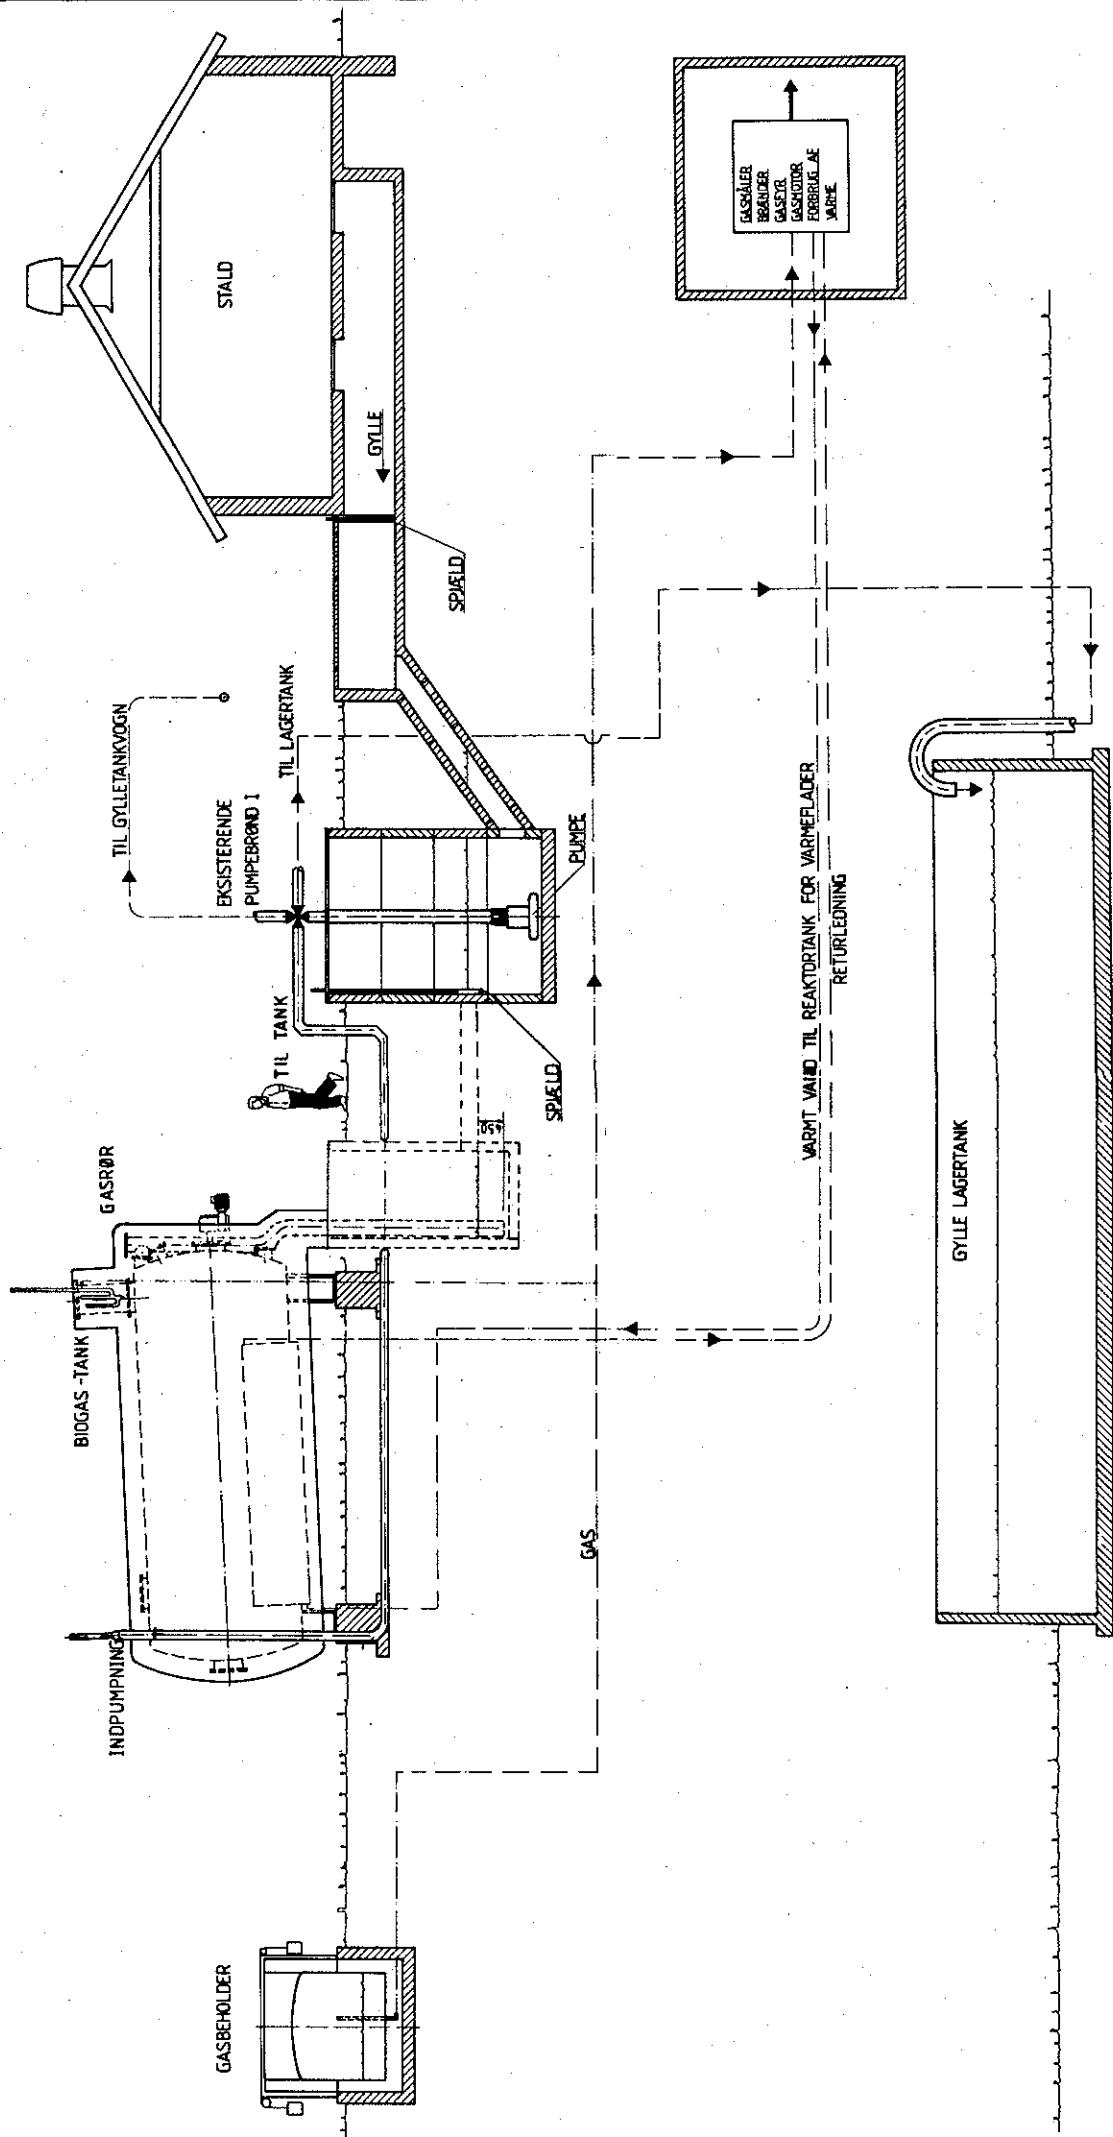 GASBEHOLDER
INDPUMPNING
BIOGAS-TANK
GASRØR
TIL TANK
EKSISTERENDE
PUMPEBRØND I
TIL GYLLETANKVOGN
TIL LAGERTANK
STALD
GYLLE
SPJÆLD
PUMPE
SPJÆLD
450
GAS
VARMT VAND TIL REAKTORTANK FOR VARMEFLADER
RETURLEDNING
GASMÅLER
BRÆNDER
GASFYR
GASMOTOR
FORBRUG AF
VARME
GYLLE LAGERTANK